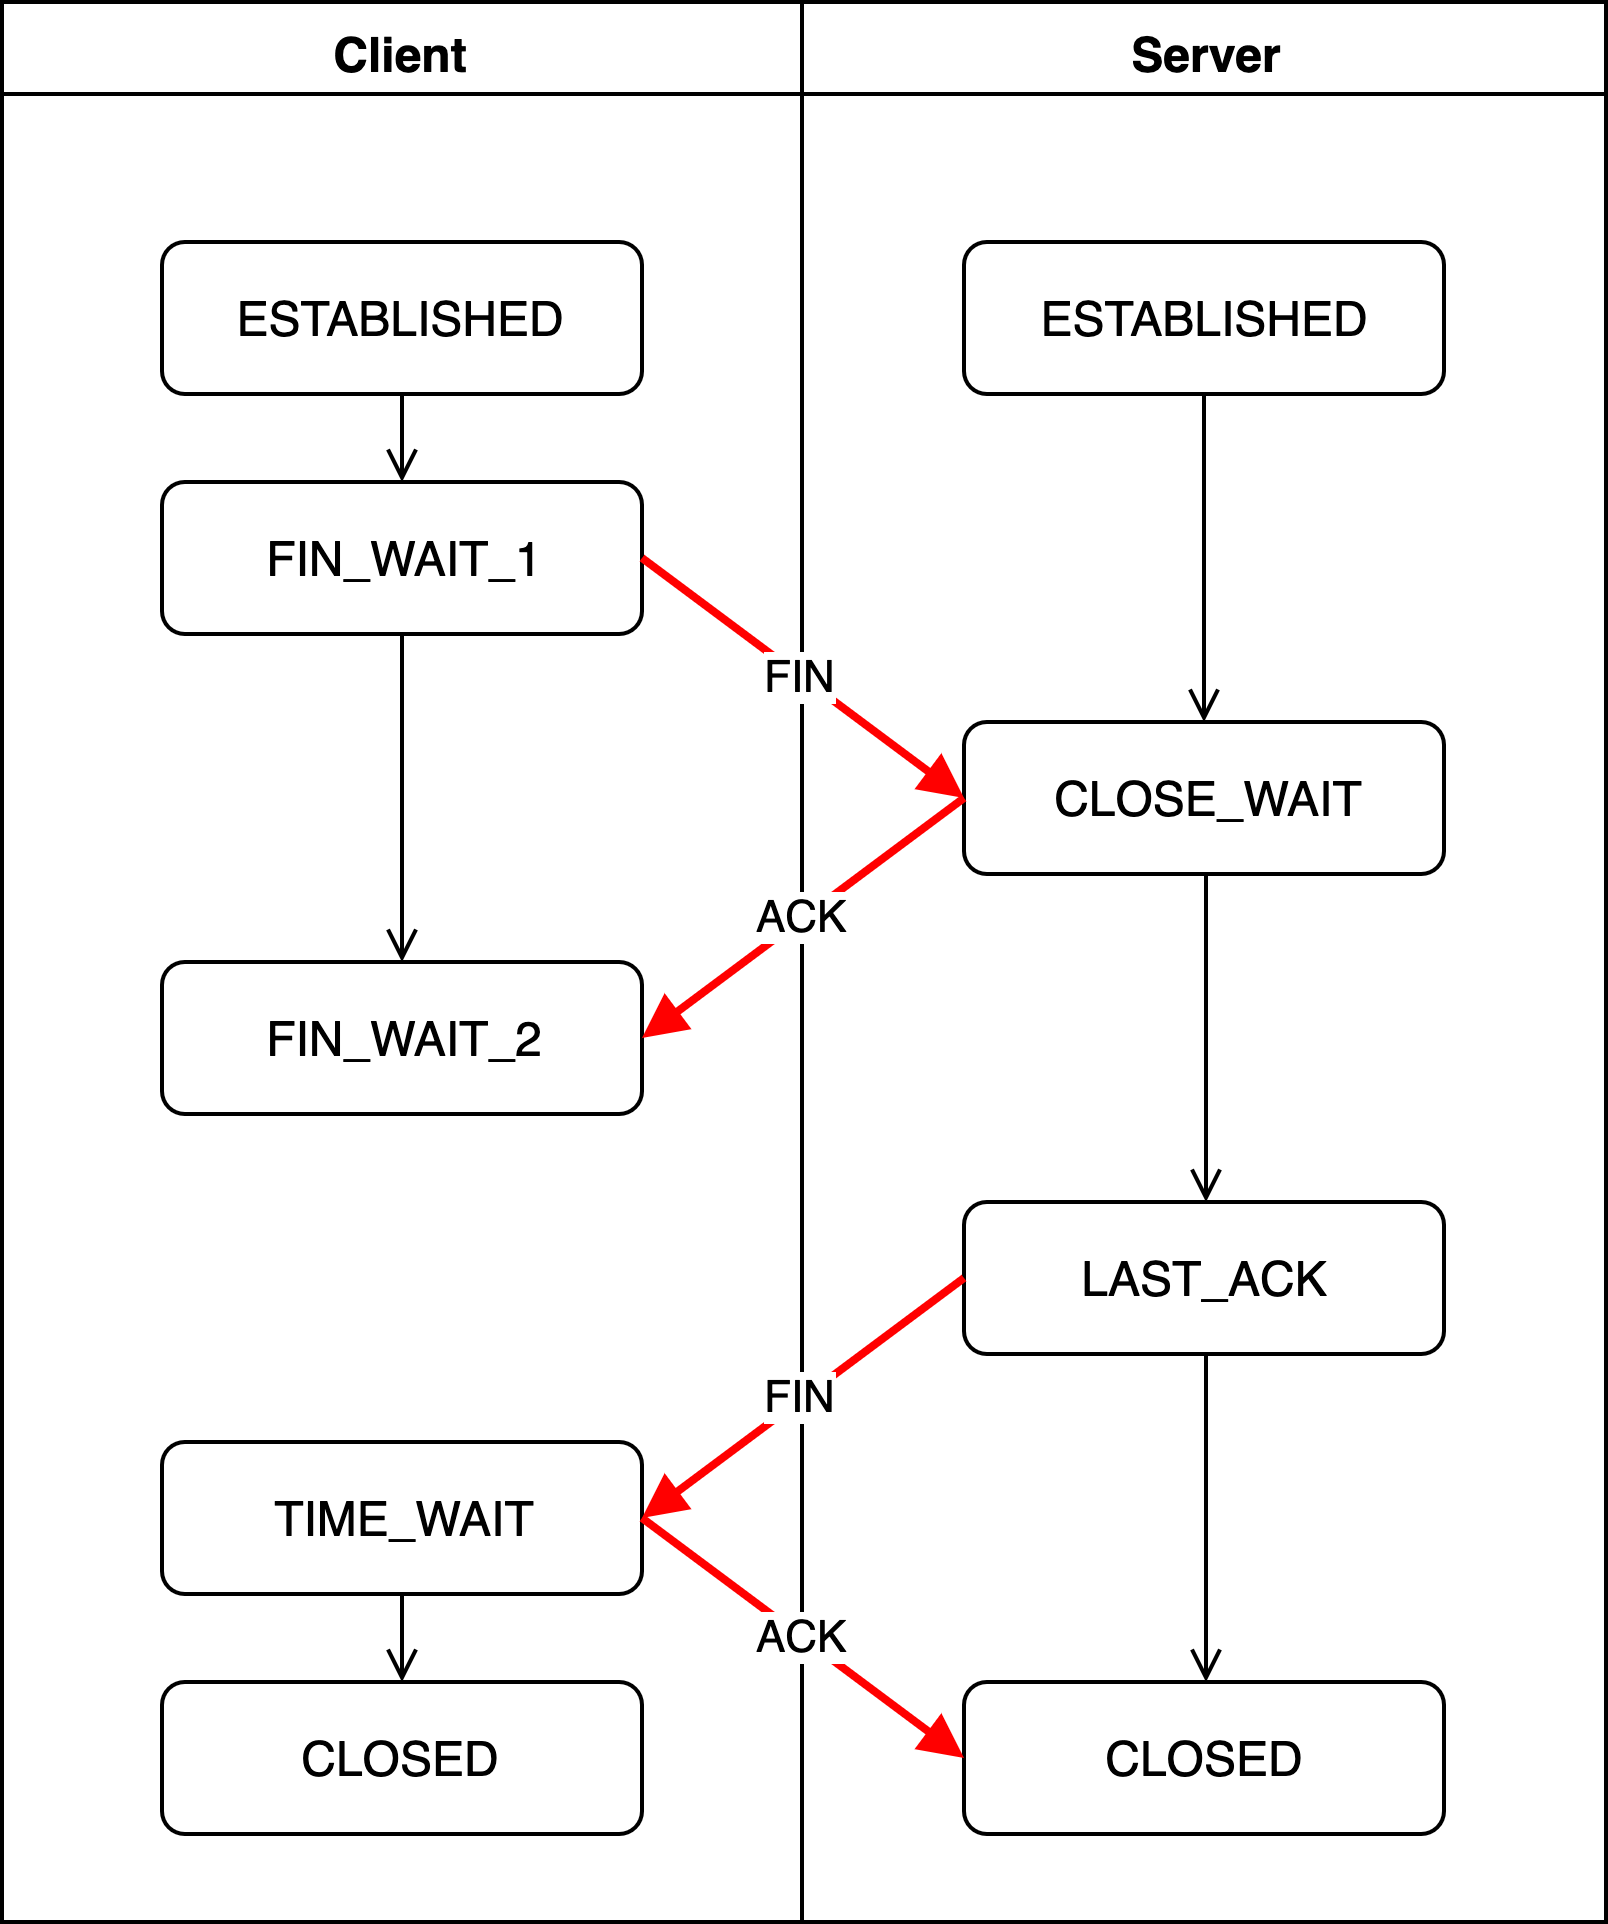 Client
Server
ESTABLISHED
ESTABLISHED
FIN_WAIT_1
FIN
CLOSE_WAIT
ACK
FIN_WAIT_2
LAST_ACK
FIN
TIME_WAIT
ACK
CLOSED
CLOSED